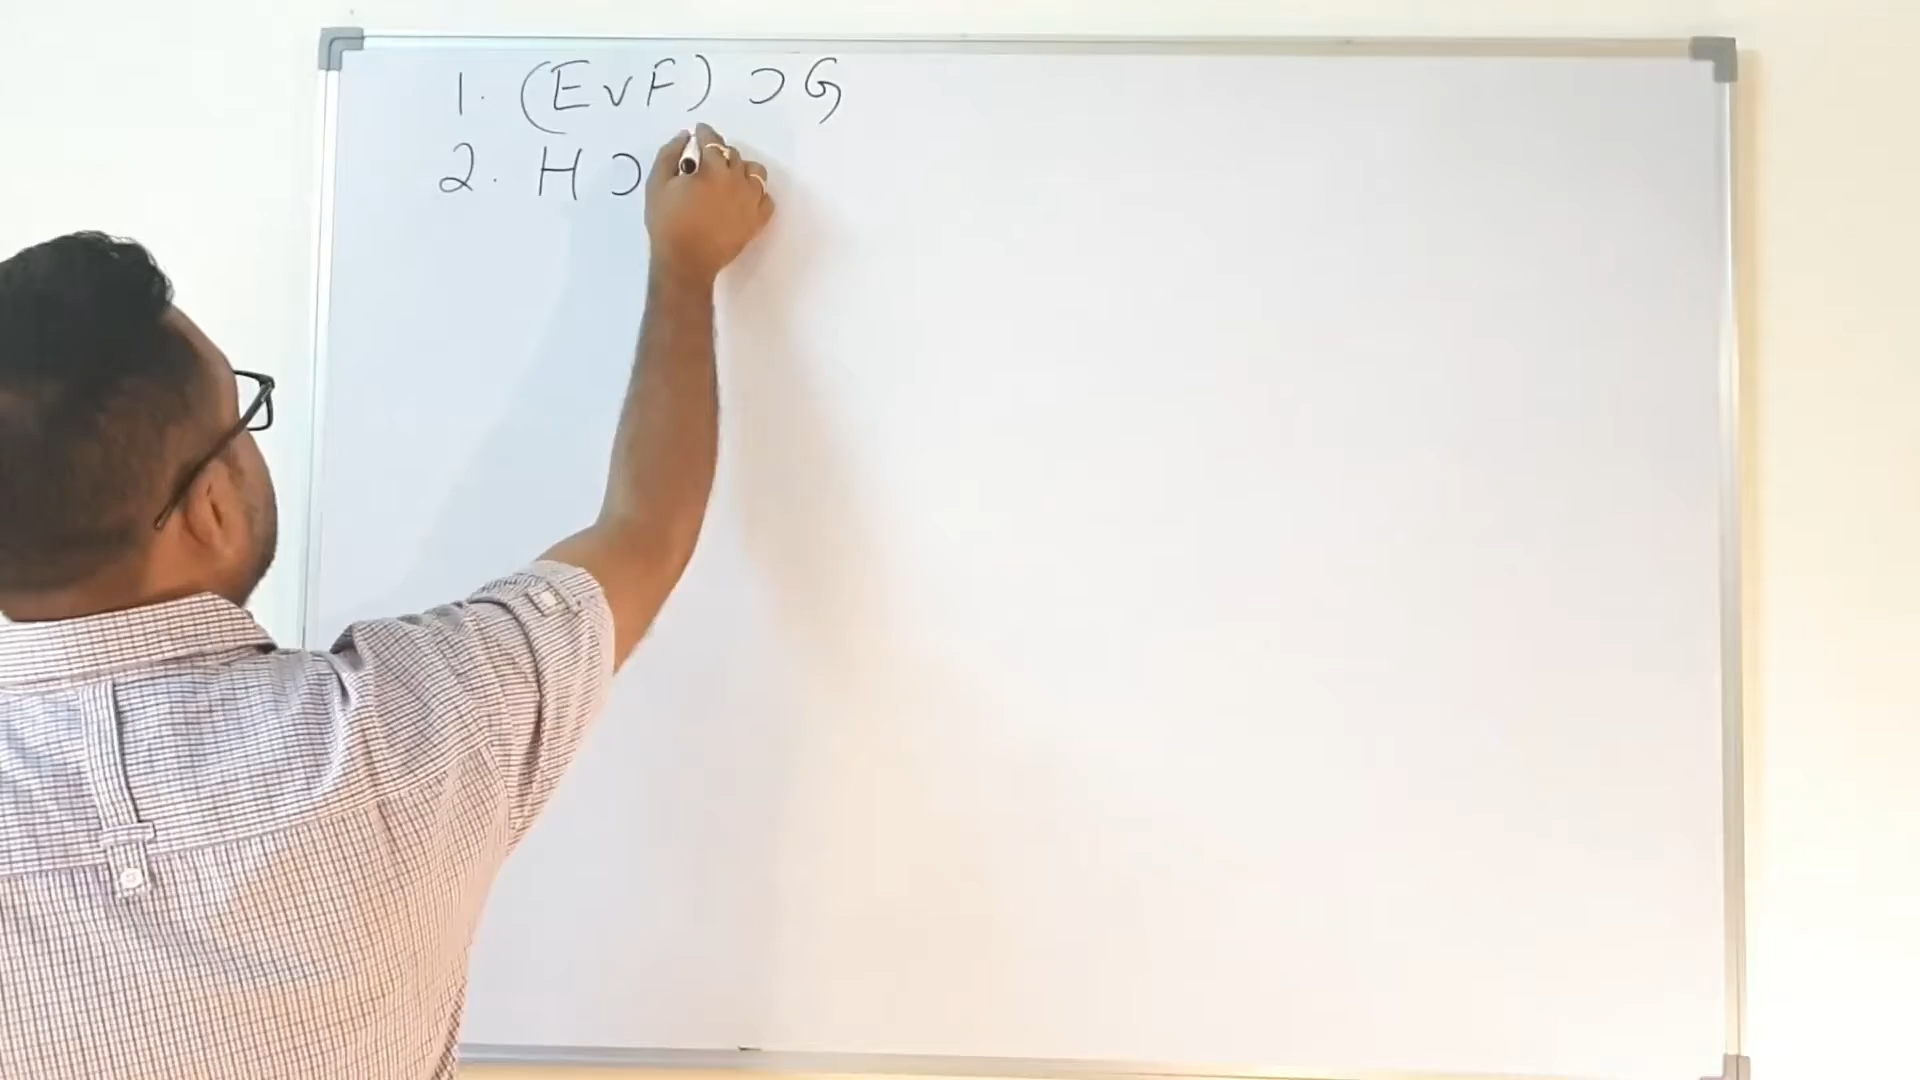 1. (E v F) ⊃ G
2. H ⊃